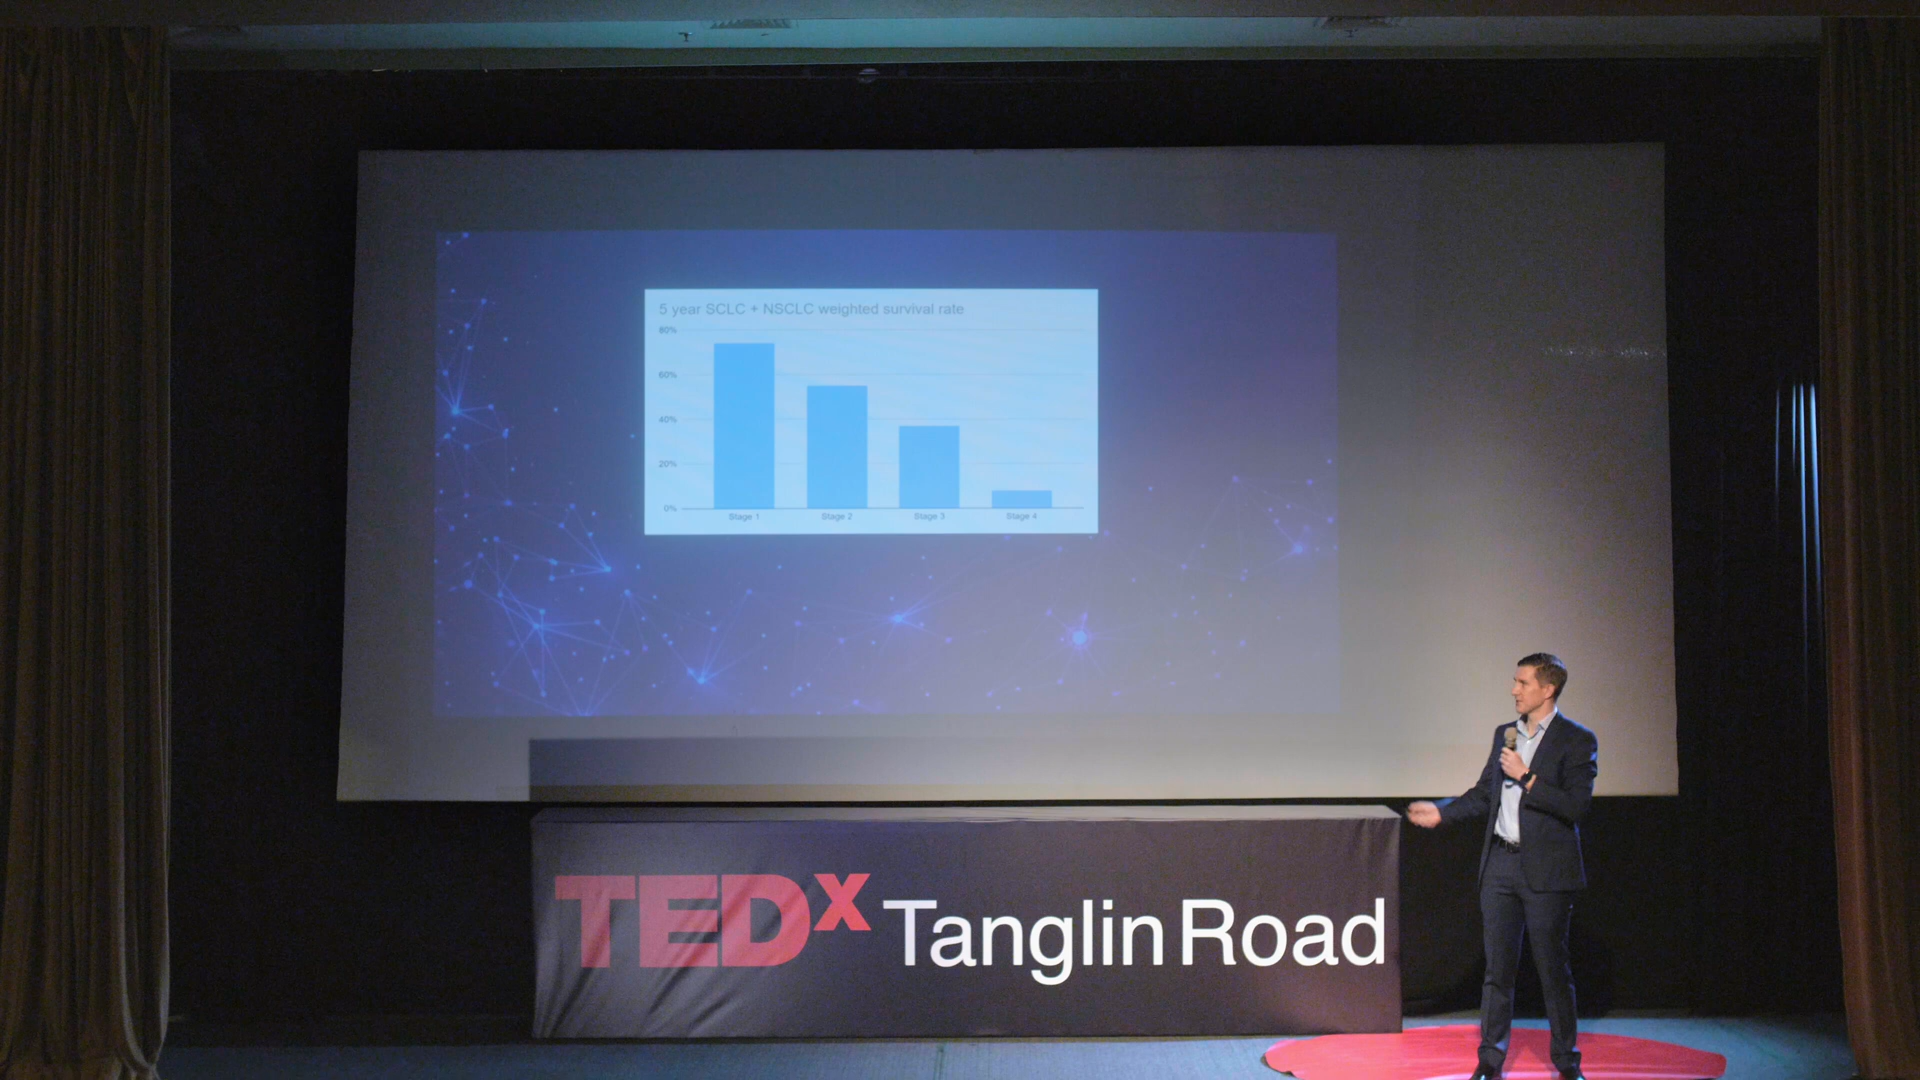 5 year SCLC + NSCLC weighted survival rate
80%
60%
40%
20%
0%
Stage 1 Stage 2 Stage 3 Stage 4
TEDx Tanglin Road